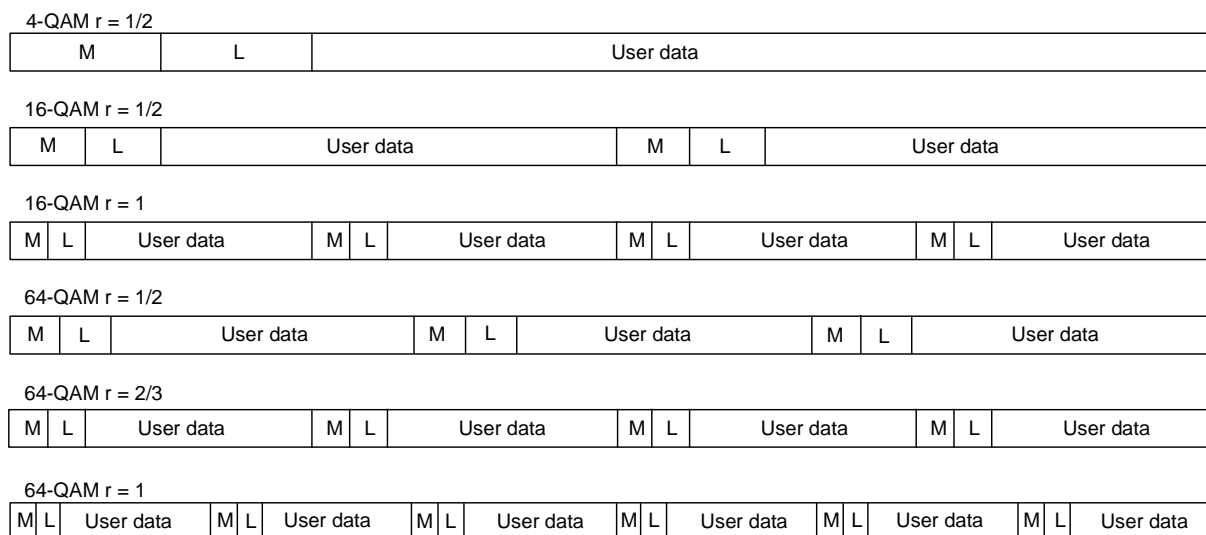 4-QAM r = 1/2
M L User data
16-QAM r = 1/2
M L User data M L User data
16-QAM r = 1
M L User data M L User data M L User data M L User data
64-QAM r = 1/2
M L User data M L User data M L User data
64-QAM r = 2/3
M L User data M L User data M L User data M L User data
64-QAM r = 1
M L User data M L User data M L User data M L User data M L User data M L User data